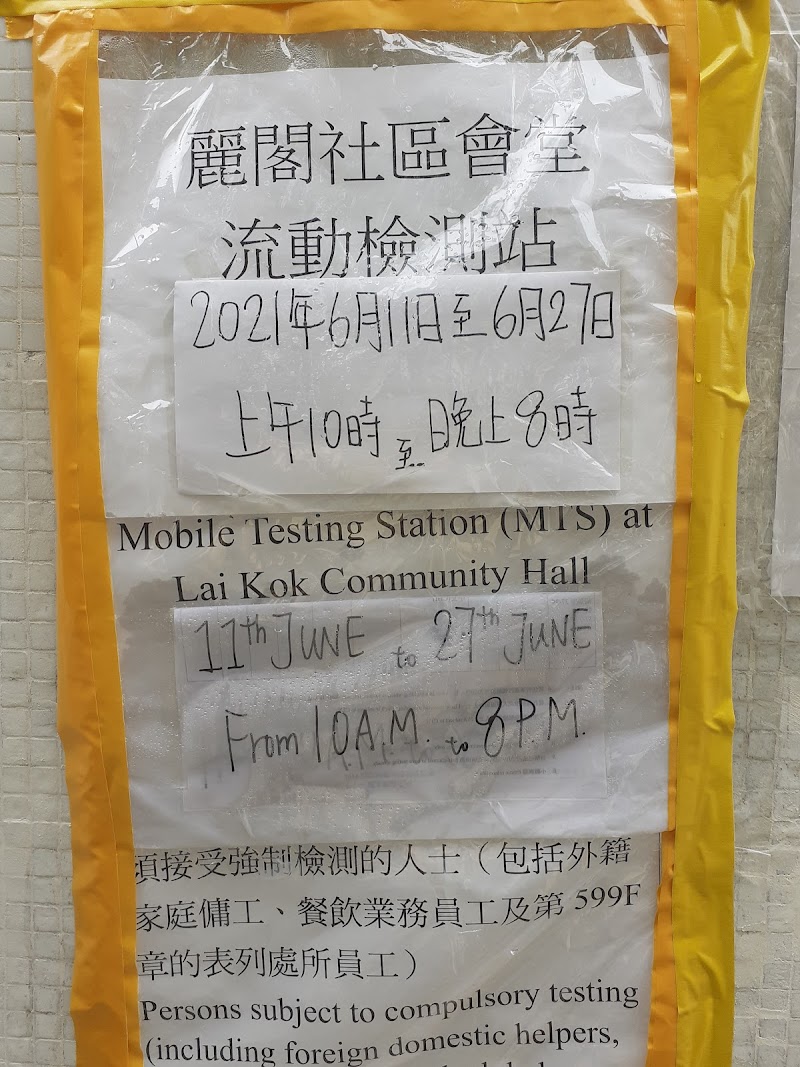 麗閣社區會堂
流動檢測站
2021年6月11日至6月27日
上午10時至晚上8時
Mobile Testing Station (MTS) at
Lai Kok Community Hall
11th JUNE to 27th JUNE
From 10A.M. to 8P.M.
須接受強制檢測的人士（包括外籍
家庭傭工、餐飲業務員工及第 599F
章的表列處所員工）
Persons subject to compulsory testing
(including foreign domestic helpers,